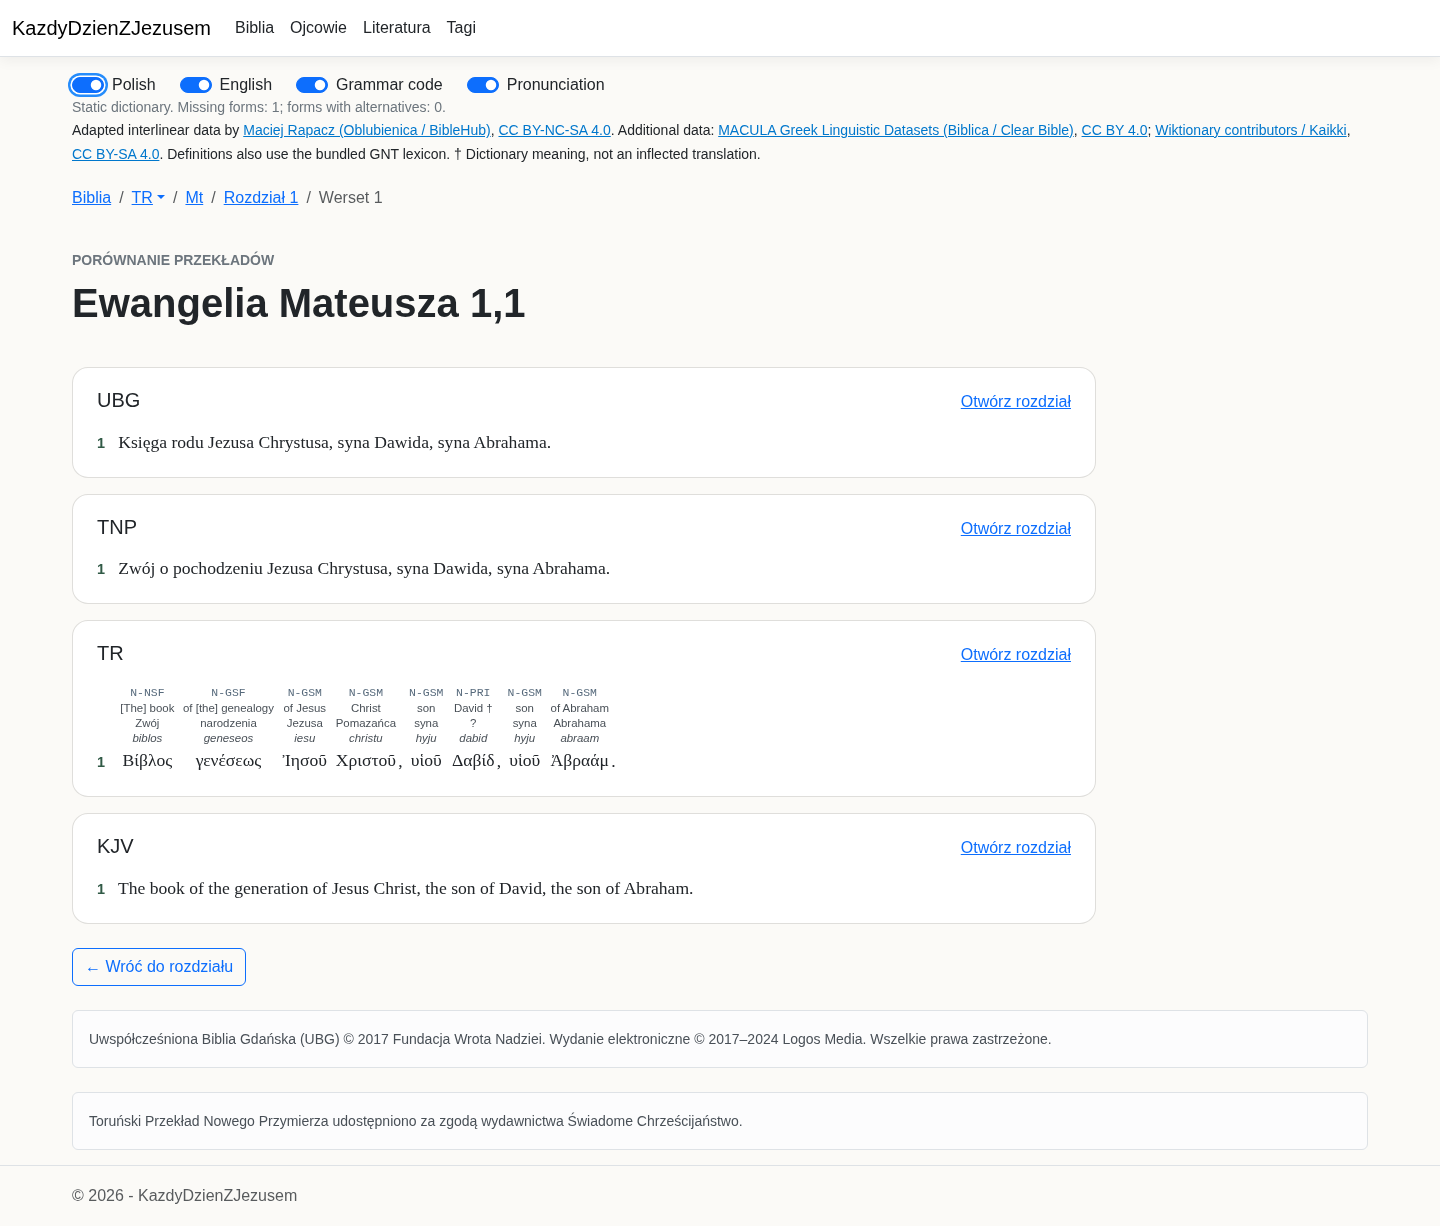 KazdyDzienZJezusem Biblia Ojcowie Literatura Tagi
Polish English Grammar code Pronunciation
Static dictionary. Missing forms: 1; forms with alternatives: 0.
Adapted interlinear data by Maciej Rapacz (Oblubienica / BibleHub), CC BY-NC-SA 4.0. Additional data: MACULA Greek Linguistic Datasets (Biblica / Clear Bible), CC BY 4.0; Wiktionary contributors / Kaikki,
CC BY-SA 4.0. Definitions also use the bundled GNT lexicon. † Dictionary meaning, not an inflected translation.
Biblia / TR / Mt / Rozdział 1 / Werset 1
PORÓWNANIE PRZEKŁADÓW
Ewangelia Mateusza 1,1
UBG Otwórz rozdział
1 Księga rodu Jezusa Chrystusa, syna Dawida, syna Abrahama.
TNP Otwórz rozdział
1 Zwój o pochodzeniu Jezusa Chrystusa, syna Dawida, syna Abrahama.
TR Otwórz rozdział
N-NSF N-GSF N-GSM N-GSM N-GSM N-PRI N-GSM N-GSM
[The] book of [the] genealogy of Jesus Christ son David † son of Abraham
Zwój narodzenia Jezusa Pomazańca syna ? syna Abrahama
biblos geneseos iesu christu hyju dabid hyju abraam
1 Βίβλος γενέσεως Ἰησοῦ Χριστοῦ, υἱοῦ Δαβίδ, υἱοῦ Ἀβραάμ.
KJV Otwórz rozdział
1 The book of the generation of Jesus Christ, the son of David, the son of Abraham.
← Wróć do rozdziału
Uwspółcześniona Biblia Gdańska (UBG) © 2017 Fundacja Wrota Nadziei. Wydanie elektroniczne © 2017–2024 Logos Media. Wszelkie prawa zastrzeżone.
Toruński Przekład Nowego Przymierza udostępniono za zgodą wydawnictwa Świadome Chrześcijaństwo.
© 2026 - KazdyDzienZJezusem